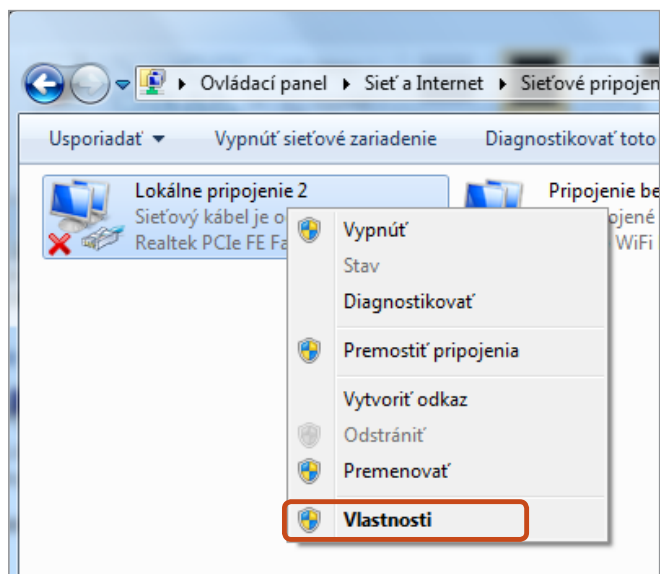 Ovládací panel Sieť a Internet Sieťové pripojen
Usporiadať Vypnúť sieťové zariadenie Diagnostikovať toto
Lokálne pripojenie 2
Sieťový kábel je o
Realtek PCIe FE Fa
Pripojenie be
ojené
WiFi
Vypnúť
Stav
Diagnostikovať
Premostiť pripojenia
Vytvoriť odkaz
Odstrániť
Premenovať
Vlastnosti